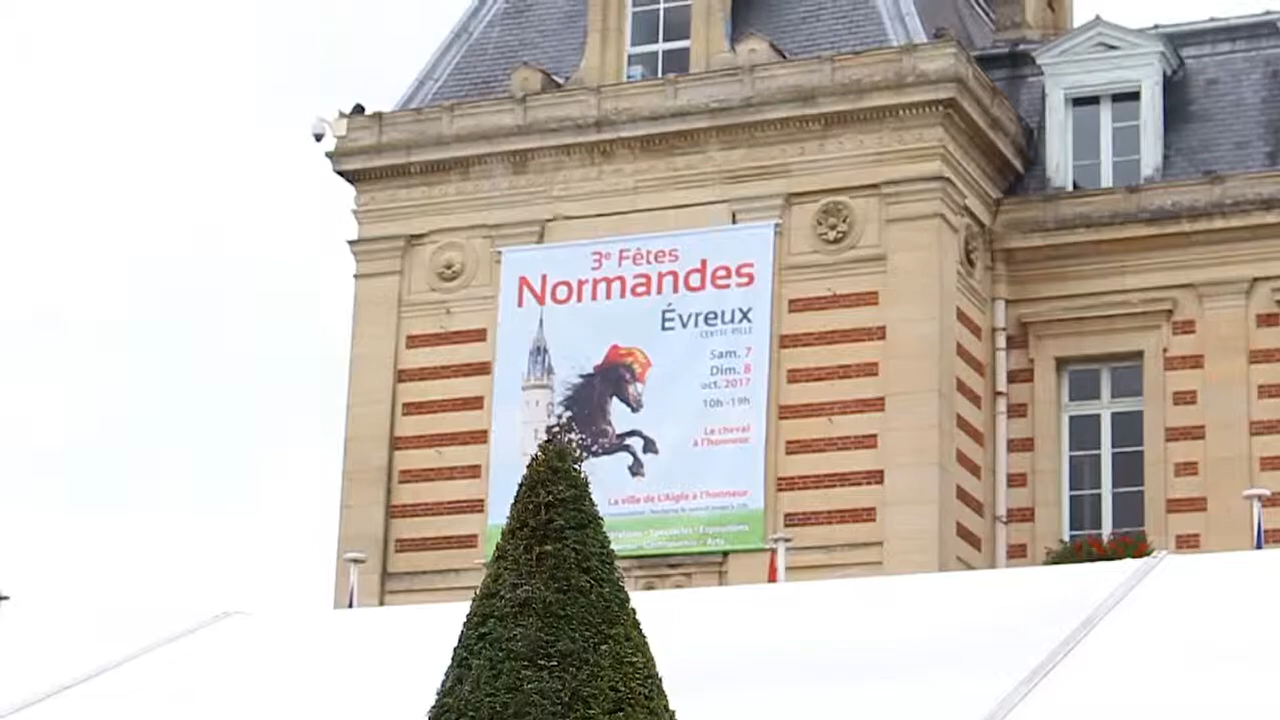 3e Fêtes
Normandes
Évreux
CENTRE-VILLE
Sam. 7
Dim. 8
oct. 2017
10h -19h
Le cheval
à l'honneur
La ville de L'Aigle à l'honneur
Spectacles - Expositions
Gastronomie - Arts